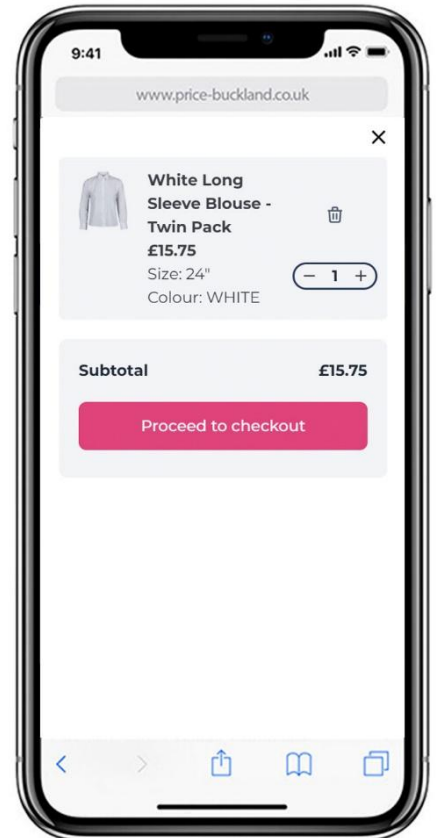 9:41
www.price-buckland.co.uk
White Long
Sleeve Blouse -
Twin Pack
£15.75
Size: 24"
Colour: WHITE
− 1 +
Subtotal £15.75
Proceed to checkout